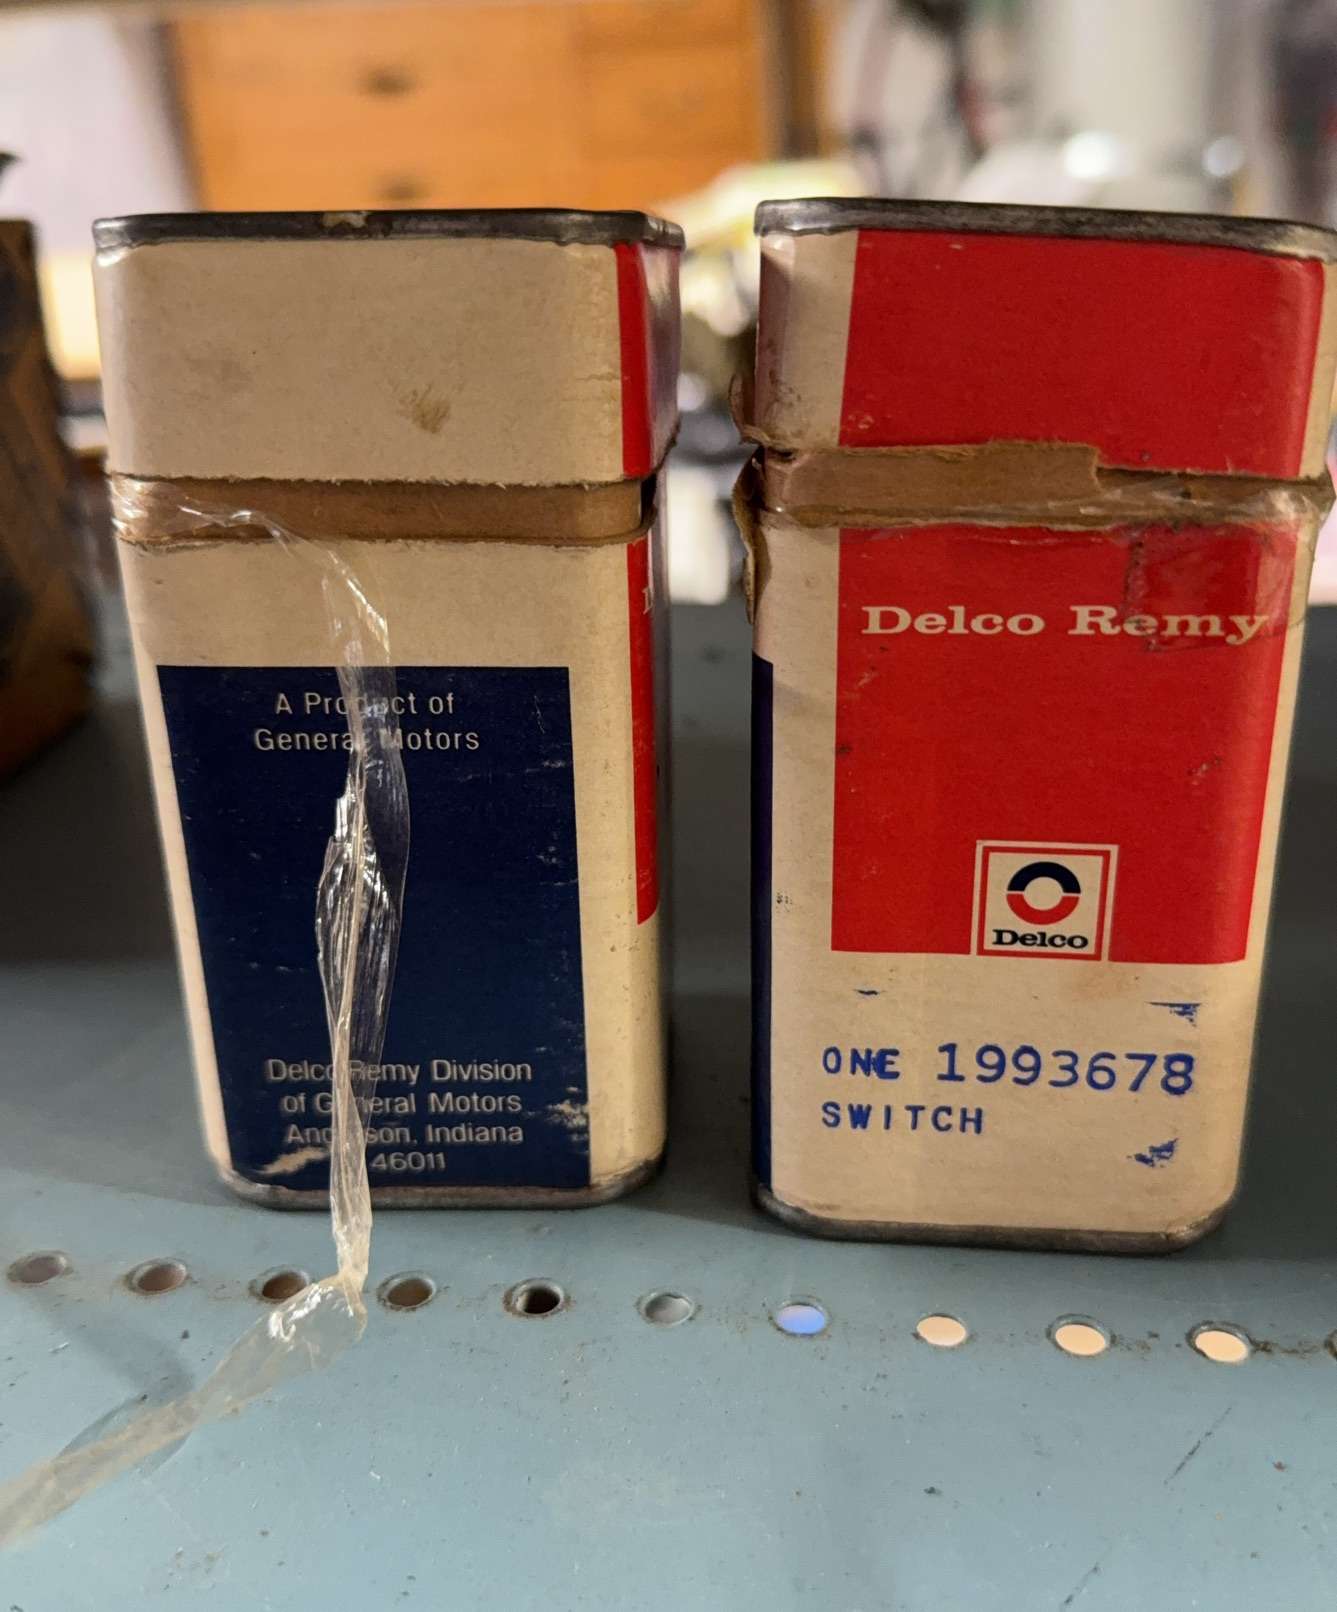 A Product of
General Motors
Delco Remy Division
of General Motors
Anderson, Indiana
46011
Delco Remy
Delco
ONE 1993678
SWITCH